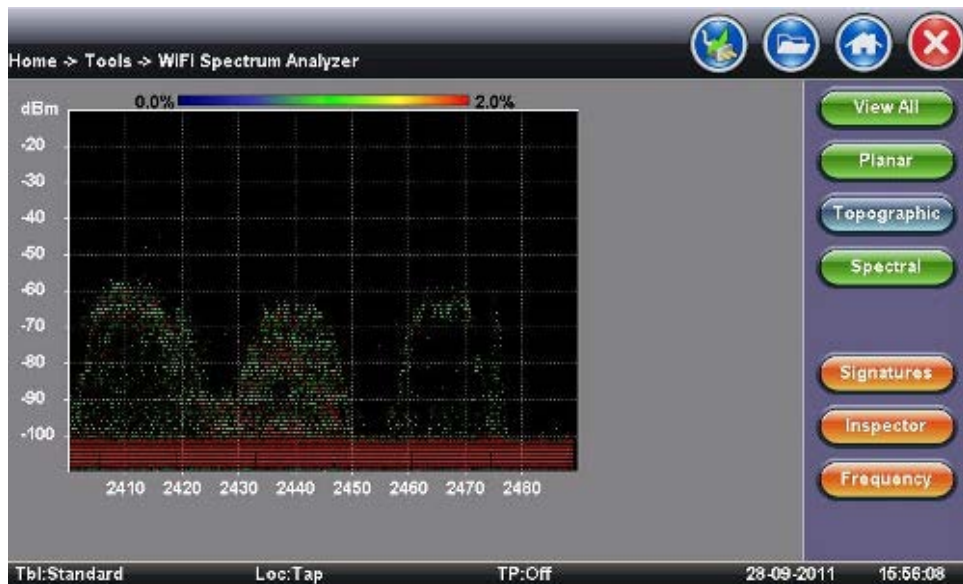 Home -> Tools -> WiFi Spectrum Analyzer
dBm
0.0%
2.0%
-20
-30
-40
-50
-60
-70
-80
-90
-100
2410 2420 2430 2440 2450 2460 2470 2480
View All
Planar
Topographic
Spectral
Signatures
Inspector
Frequency
Tbl:Standard Loc:Tap TP:Off 28-09-2011 15:56:08